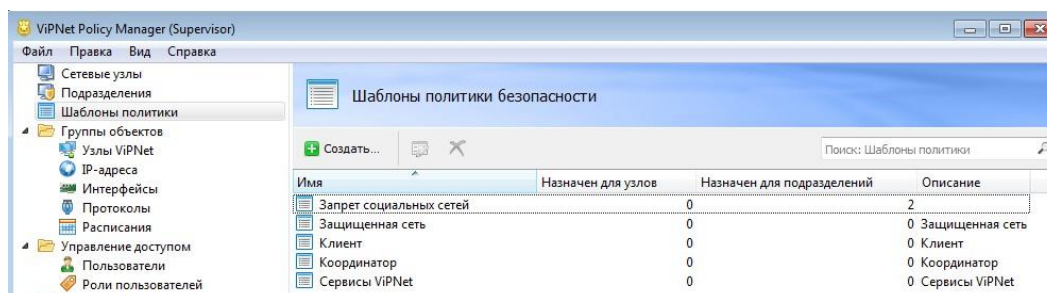 ViPNet Policy Manager (Supervisor)
Файл Правка Вид Справка
Сетевые узлы
Подразделения
Шаблоны политики
Группы объектов
Узлы ViPNet
IP-адреса
Интерфейсы
Протоколы
Расписания
Управление доступом
Пользователи
Роли пользователей
Шаблоны политики безопасности
Создать...
Поиск: Шаблоны политики
Имя Назначен для узлов Назначен для подразделений Описание
Запрет социальных сетей 0 2
Защищенная сеть 0 0 Защищенная сеть
Клиент 0 0 Клиент
Координатор 0 0 Координатор
Сервисы ViPNet 0 0 Сервисы ViPNet